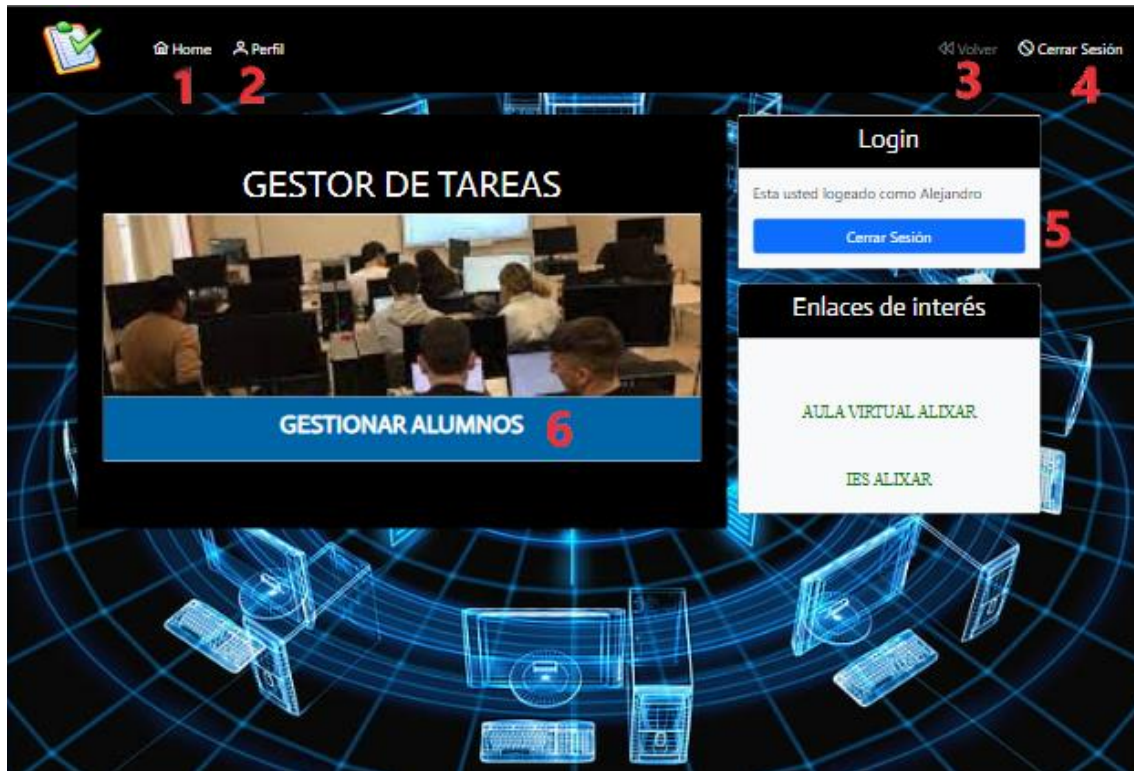 Home Perfil Volver Cerrar Sesión
1 2 3 4
GESTOR DE TAREAS
GESTIONAR ALUMNOS 6
Login
Esta usted logeado como Alejandro
Cerrar Sesión 5
Enlaces de interés
AULA VIRTUAL ALIXAR
IES ALIXAR